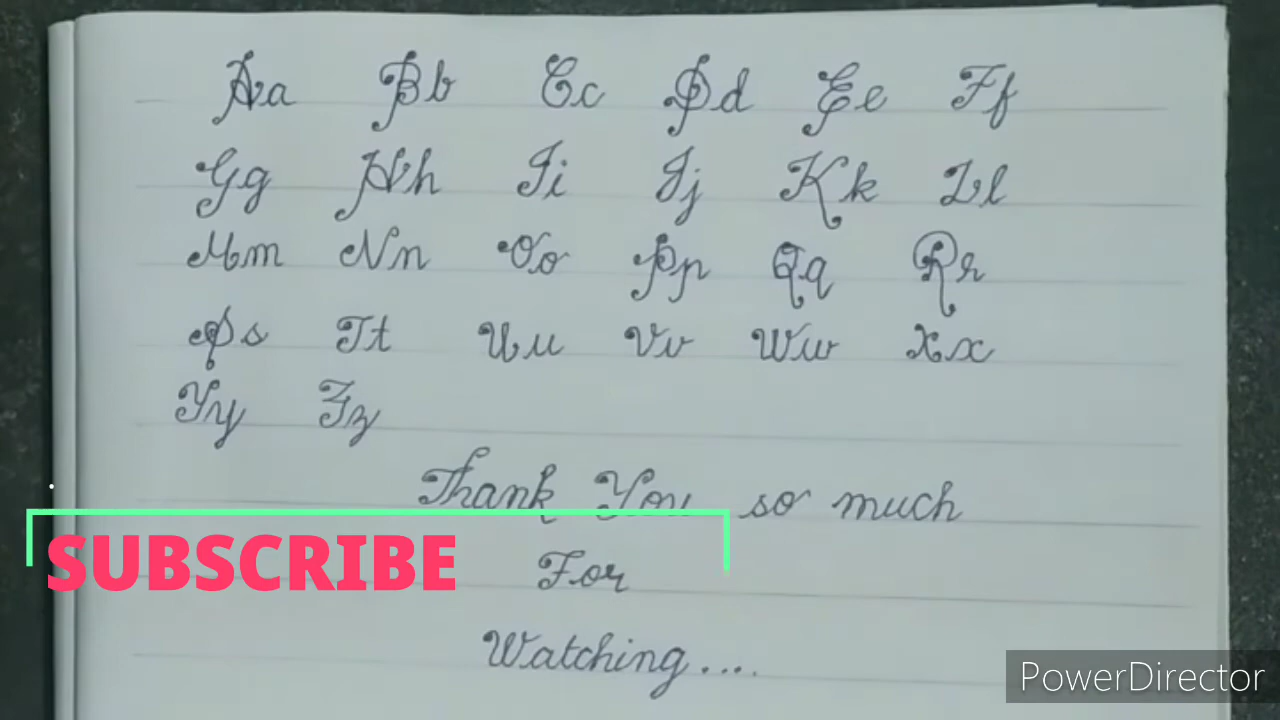 Aa Bb Cc Dd Ee Ff
Gg Hh Ii Jj Kk Ll
Mm Nn Oo Pp Qq Rr
Ss Tt Uu Vv Ww Xx
Yy Zz
Thank You so much
SUBSCRIBE
For
Watching....
PowerDirector